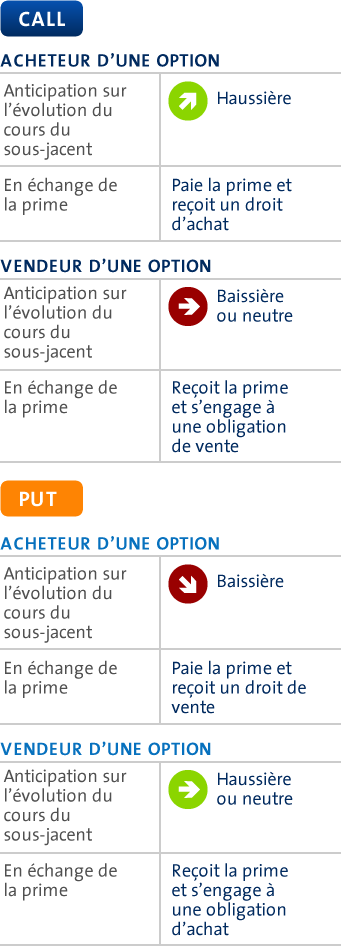 CALL
ACHETEUR D’UNE OPTION
Anticipation sur
l’évolution du
cours du
sous-jacent
Haussière
En échange de
la prime
Paie la prime et
reçoit un droit
d’achat
VENDEUR D’UNE OPTION
Anticipation sur
l’évolution du
cours du
sous-jacent
Baissière
ou neutre
En échange de
la prime
Reçoit la prime
et s’engage à
une obligation
de vente
PUT
ACHETEUR D’UNE OPTION
Anticipation sur
l’évolution du
cours du
sous-jacent
Baissière
En échange de
la prime
Paie la prime et
reçoit un droit de
vente
VENDEUR D’UNE OPTION
Anticipation sur
l’évolution du
cours du
sous-jacent
Haussière
ou neutre
En échange de
la prime
Reçoit la prime
et s’engage à
une obligation
d’achat